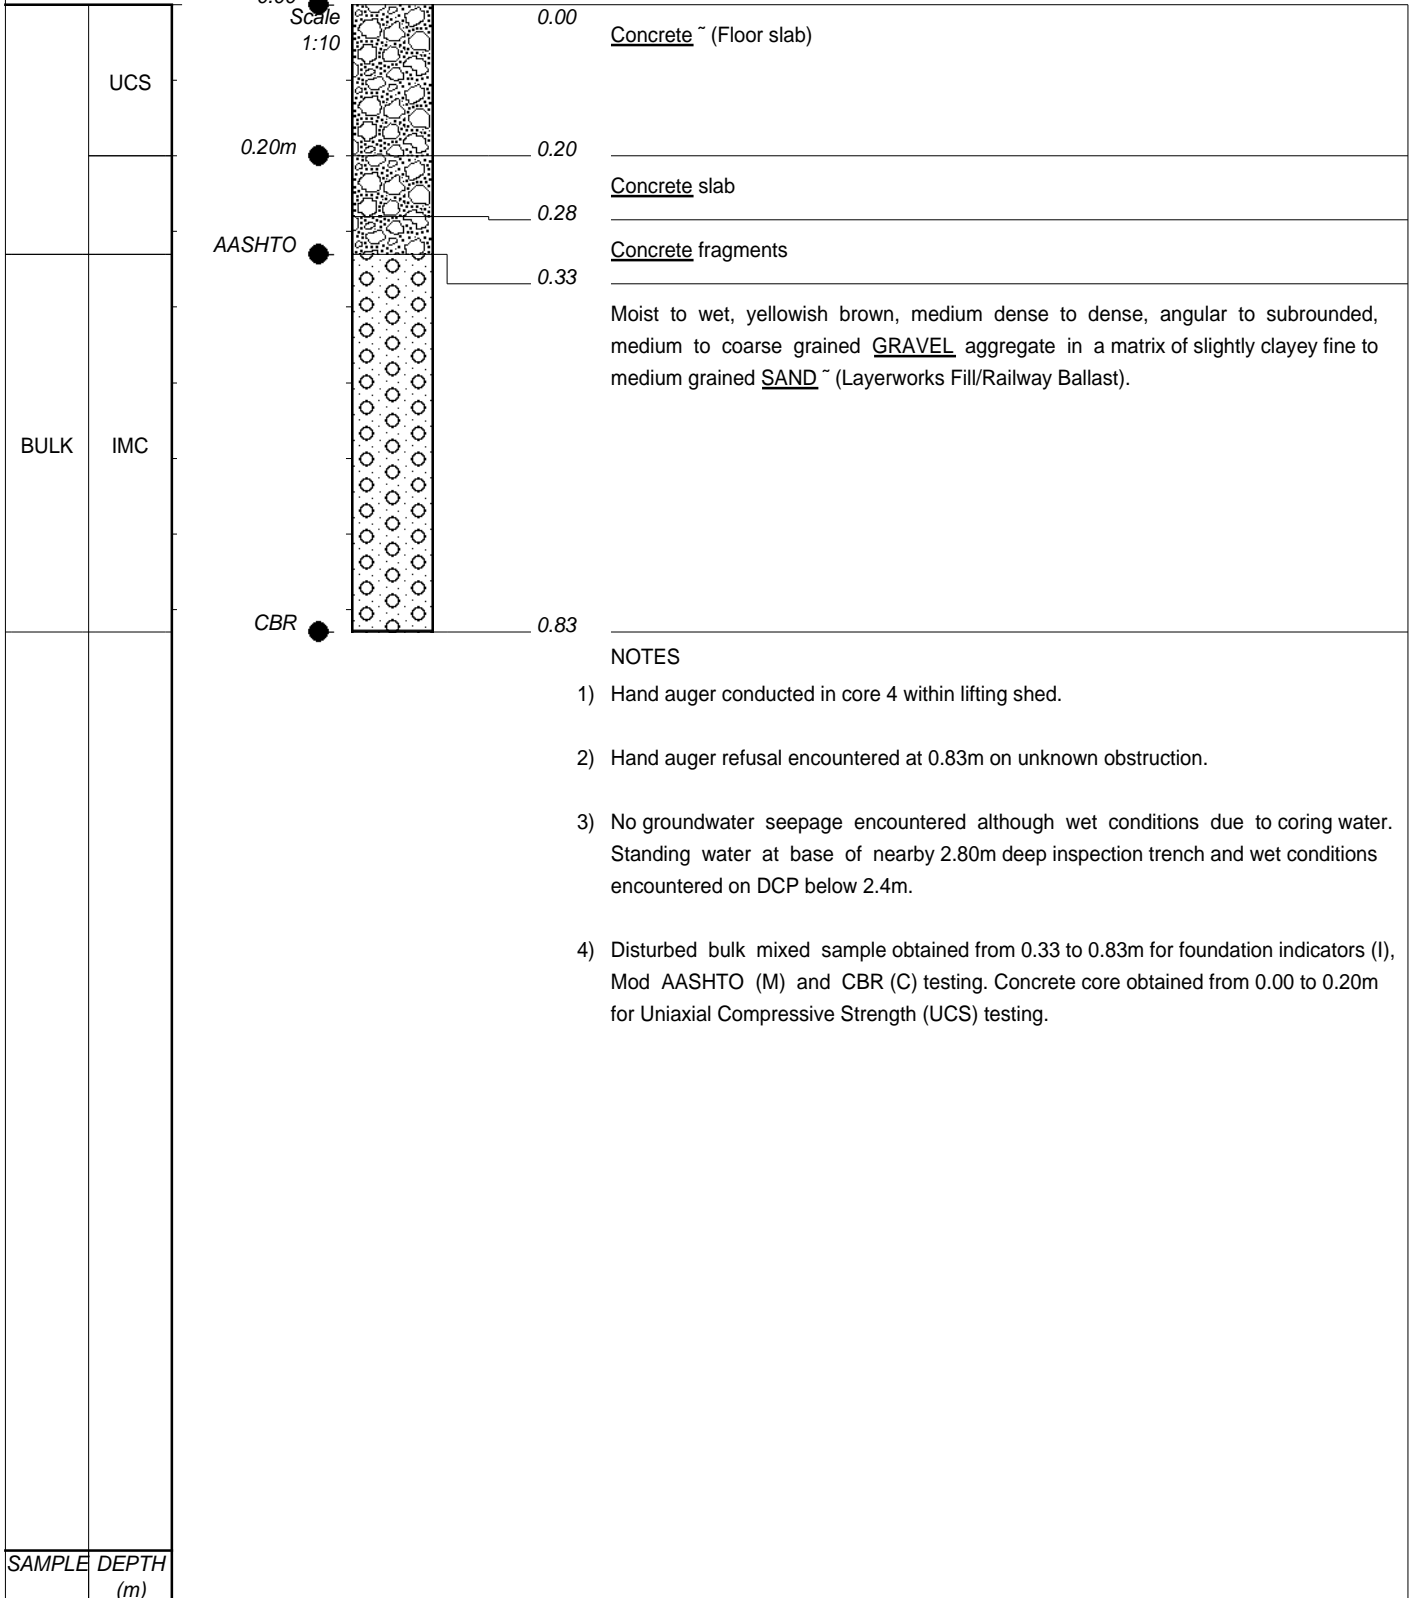 Scale
1:10
0.00
Concrete ˜ (Floor slab)
UCS
0.20m
0.20
Concrete slab
0.28
AASHTO
Concrete fragments
0.33
Moist to wet, yellowish brown, medium dense to dense, angular to subrounded,
medium to coarse grained GRAVEL aggregate in a matrix of slightly clayey fine to
medium grained SAND ˜ (Layerworks Fill/Railway Ballast).
BULK
IMC
CBR
0.83
NOTES
1) Hand auger conducted in core 4 within lifting shed.
2) Hand auger refusal encountered at 0.83m on unknown obstruction.
3) No groundwater seepage encountered although wet conditions due to coring water.
Standing water at base of nearby 2.80m deep inspection trench and wet conditions
encountered on DCP below 2.4m.
4) Disturbed bulk mixed sample obtained from 0.33 to 0.83m for foundation indicators (I),
Mod AASHTO (M) and CBR (C) testing. Concrete core obtained from 0.00 to 0.20m
for Uniaxial Compressive Strength (UCS) testing.
SAMPLE DEPTH
(m)